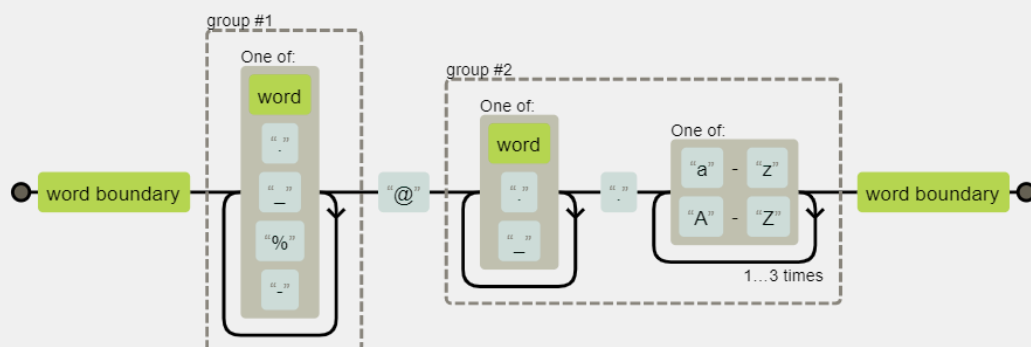 group #1
One of:
word
“.”
“_”
“%”
“-”
group #2
One of:
word
“.”
“_”
One of:
“a” - “z”
“A” - “Z”
1...3 times
word boundary
“@”
“.”
word boundary